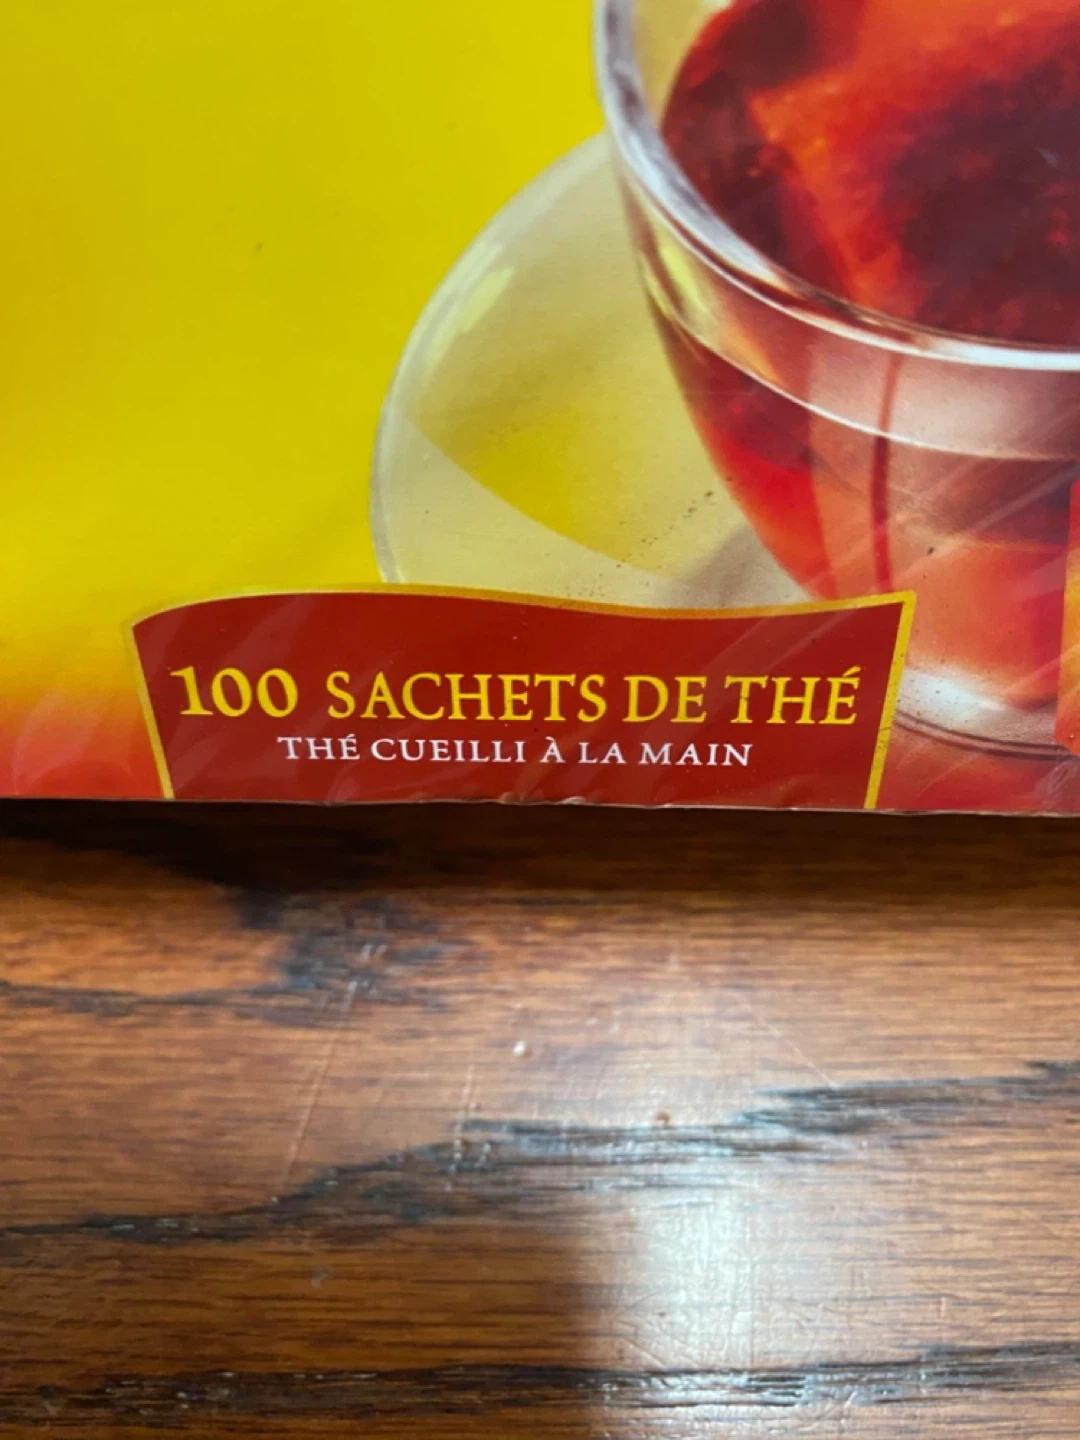 100 SACHETS DE THÉ
THÉ CUEILLI À LA MAIN